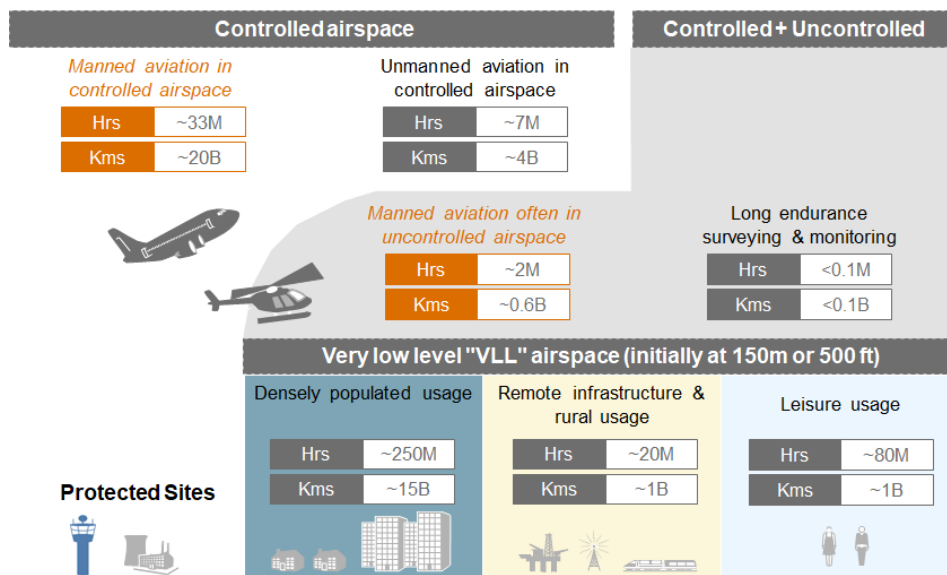 Controlled airspace
Controlled + Uncontrolled
Manned aviation in
controlled airspace
Hrs ~33M
Kms ~20B
Unmanned aviation in
controlled airspace
Hrs ~7M
Kms ~4B
Manned aviation often in
uncontrolled airspace
Hrs ~2M
Kms ~0.6B
Long endurance
surveying & monitoring
Hrs <0.1M
Kms <0.1B
Very low level "VLL" airspace (initially at 150m or 500 ft)
Densely populated usage
Hrs ~250M
Kms ~15B
Remote infrastructure &
rural usage
Hrs ~20M
Kms ~1B
Leisure usage
Hrs ~80M
Kms ~1B
Protected Sites